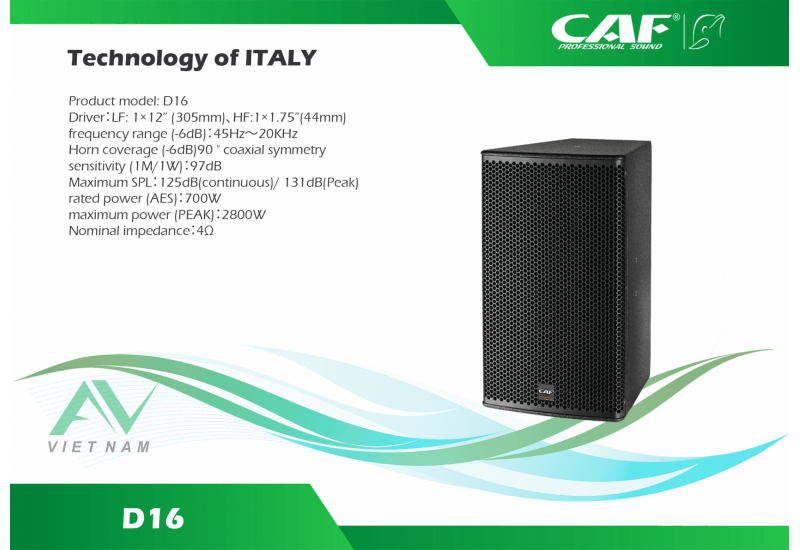 CAF®
PROFESSIONAL SOUND
Technology of ITALY
Product model: D16
Driver：LF: 1×12” (305mm)、HF:1×1.75”(44mm)
frequency range (-6dB)：45Hz～20KHz
Horn coverage (-6dB)90 ° coaxial symmetry
sensitivity (1M/1W)：97dB
Maximum SPL：125dB(continuous)/ 131dB(Peak)
rated power (AES)：700W
maximum power (PEAK)：2800W
Nominal impedance：4Ω
CAF
AV
VIET NAM
D16